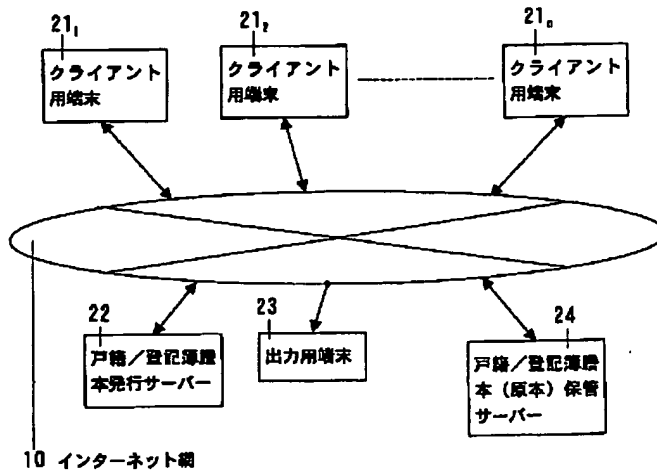 21₁
21₂
21ₙ
クライアント
用端末
クライアント
用端末
クライアント
用端末
22
23
24
戸籍／登記簿謄
本発行サーバー
出力用端末
戸籍／登記簿謄
本（原本）保管
サーバー
10 インターネット網